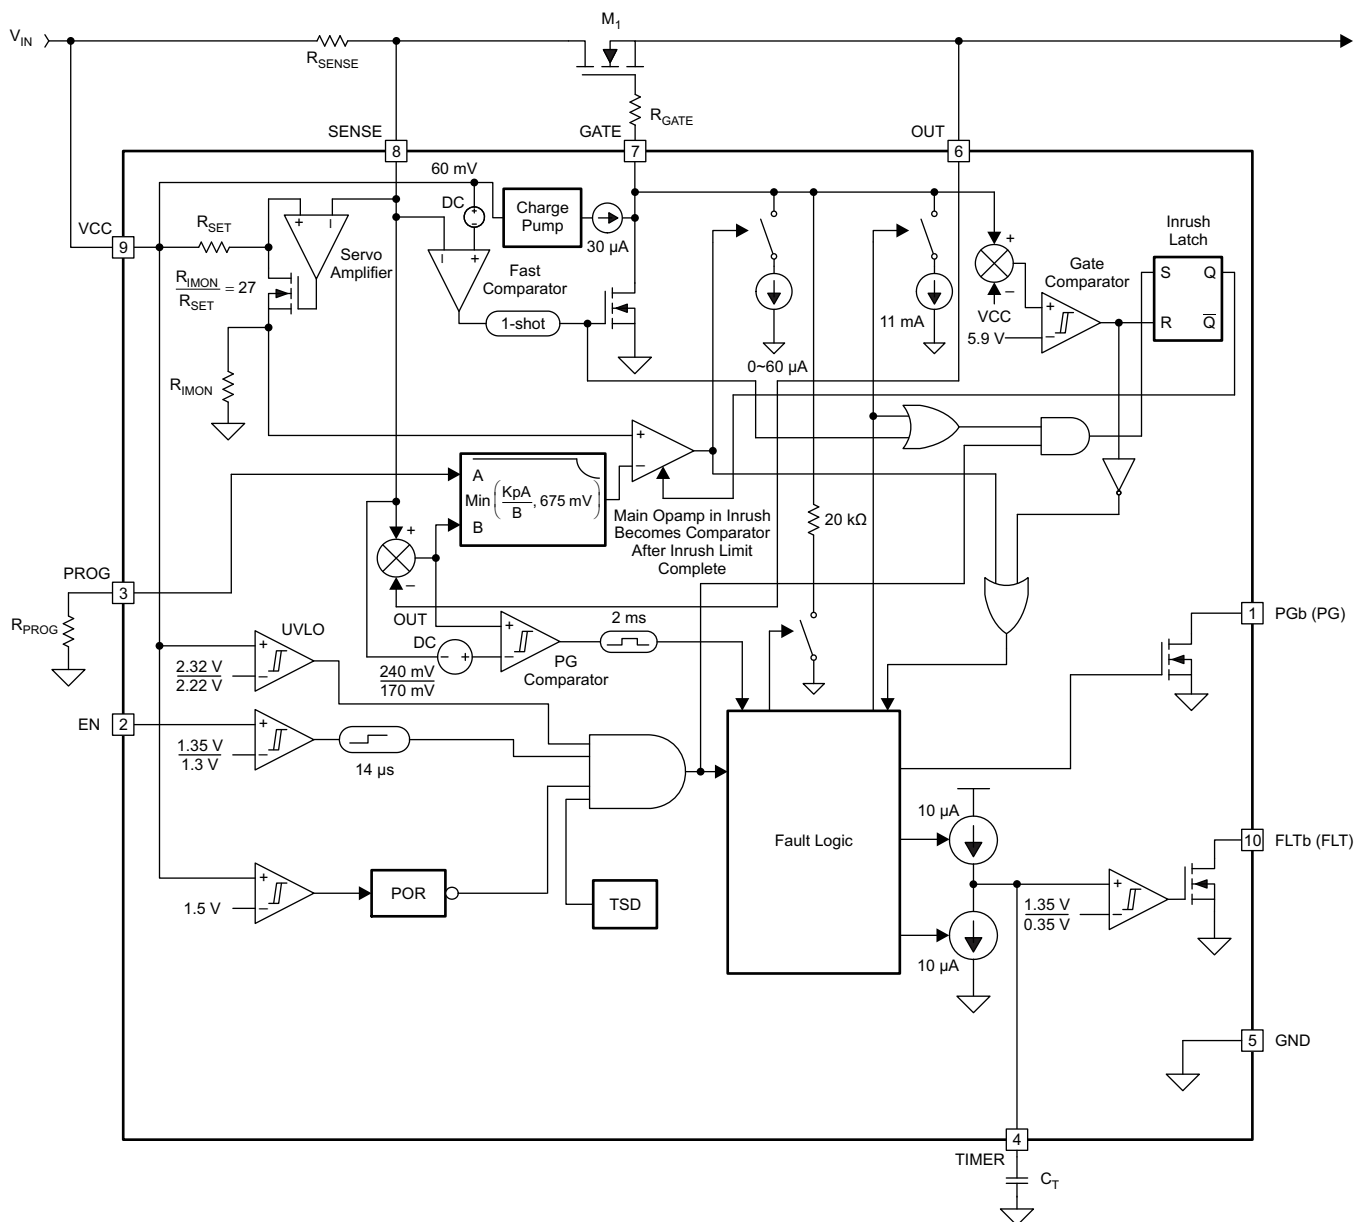 M1
VIN
RSENSE
RGATE
SENSE
GATE
OUT
8
7
6
60 mV
DC
Charge
Pump
30 µA
VCC
9
RSET
+
–
Servo
Amplifier
–
+
Fast
Comparator
RIMON
RSET
= 27
1-shot
RIMON
0~60 µA
11 mA
+
–
VCC
Gate
Comparator
+
–
5.9 V
Inrush
Latch
S
Q
R
Q̅
A
Min ( KpA
B
, 675 mV )
B
+
–
Main Opamp in Inrush
Becomes Comparator
After Inrush Limit
Complete
20 kΩ
+
–
OUT
PROG
3
RPROG
DC
–
+
240 mV
170 mV
+
–
PG
Comparator
2 ms
UVLO
+
–
2.32 V
2.22 V
EN
2
+
–
1.35 V
1.3 V
14 µs
+
–
1.5 V
POR
TSD
Fault Logic
10 µA
10 µA
+
–
1.35 V
0.35 V
1
PGb (PG)
10
FLTb (FLT)
5
GND
4
TIMER
CT